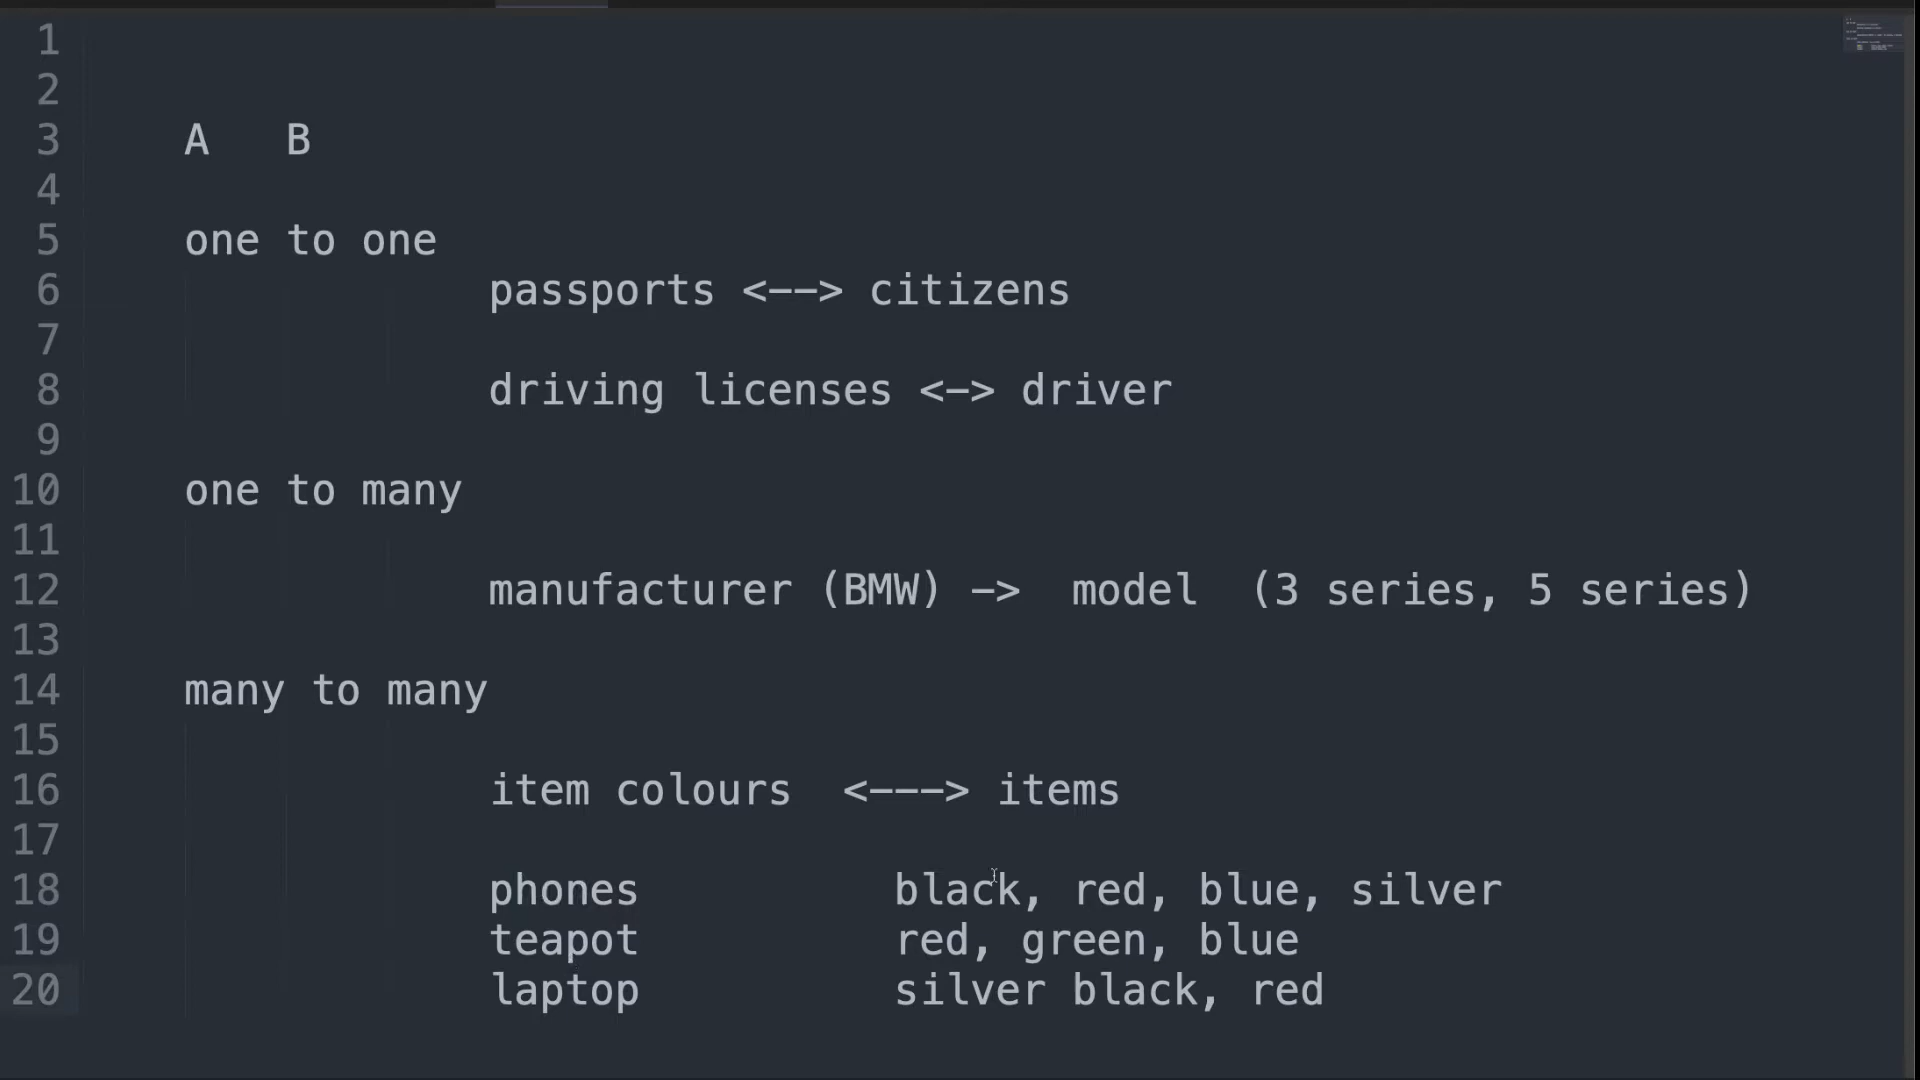 1
2
3 A B
4
5 one to one
6 passports <--> citizens
7
8 driving licenses <-> driver
9
10 one to many
11
12 manufacturer (BMW) -> model (3 series, 5 series)
13
14 many to many
15
16 item colours <---> items
17
18 phones black, red, blue, silver
19 teapot red, green, blue
20 laptop silver black, red